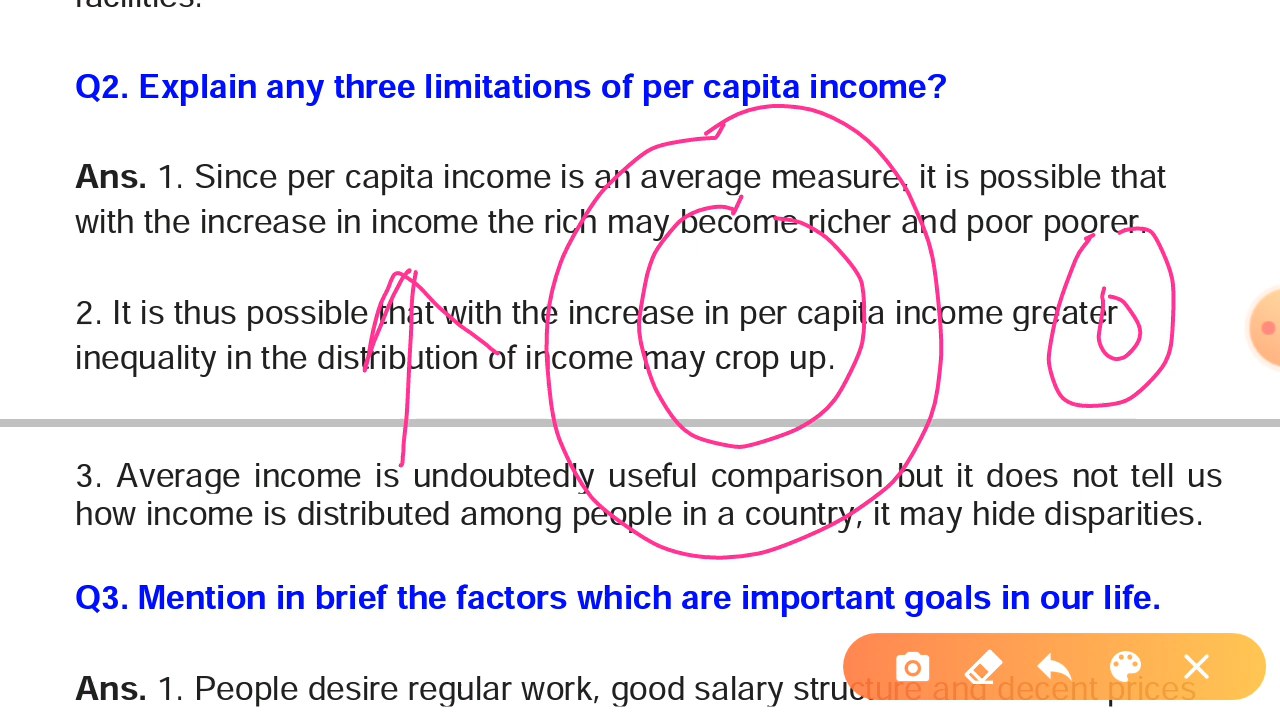 facilities.
Q2. Explain any three limitations of per capita income?
Ans. 1. Since per capita income is an average measure, it is possible that
with the increase in income the rich may become richer and poor poorer.
2. It is thus possible that with the increase in per capita income greater
inequality in the distribution of income may crop up.
3. Average income is undoubtedly useful comparison but it does not tell us
how income is distributed among people in a country, it may hide disparities.
Q3. Mention in brief the factors which are important goals in our life.
Ans. 1. People desire regular work, good salary structure and decent prices